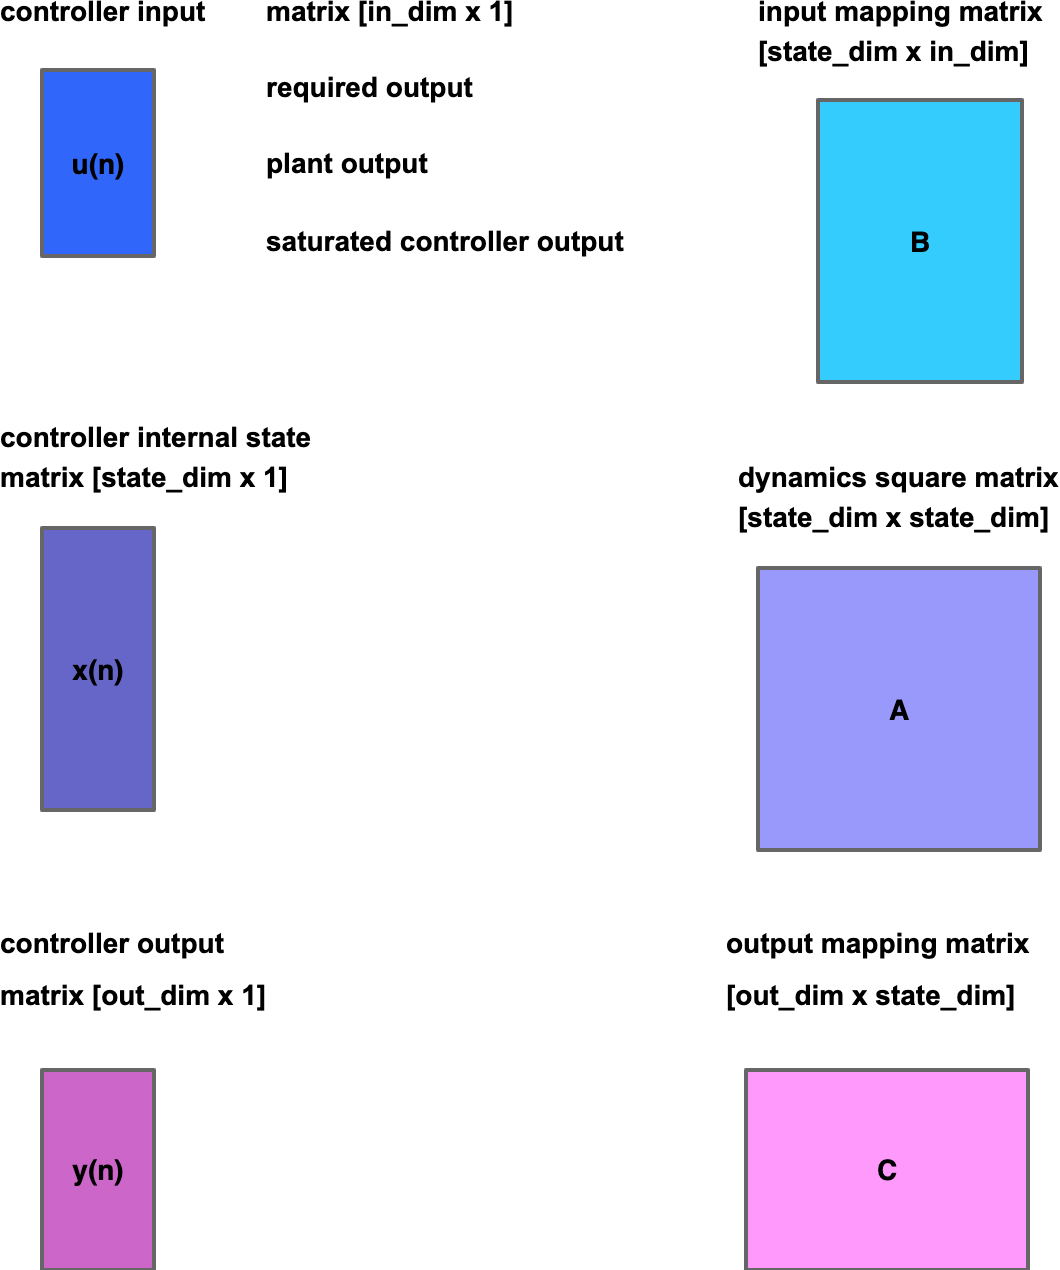 controller input
matrix [in_dim x 1]
input mapping matrix
[state_dim x in_dim]
required output
u(n)
plant output
saturated controller output
B
controller internal state
matrix [state_dim x 1]
dynamics square matrix
[state_dim x state_dim]
x(n)
A
controller output
matrix [out_dim x 1]
output mapping matrix
[out_dim x state_dim]
y(n)
C